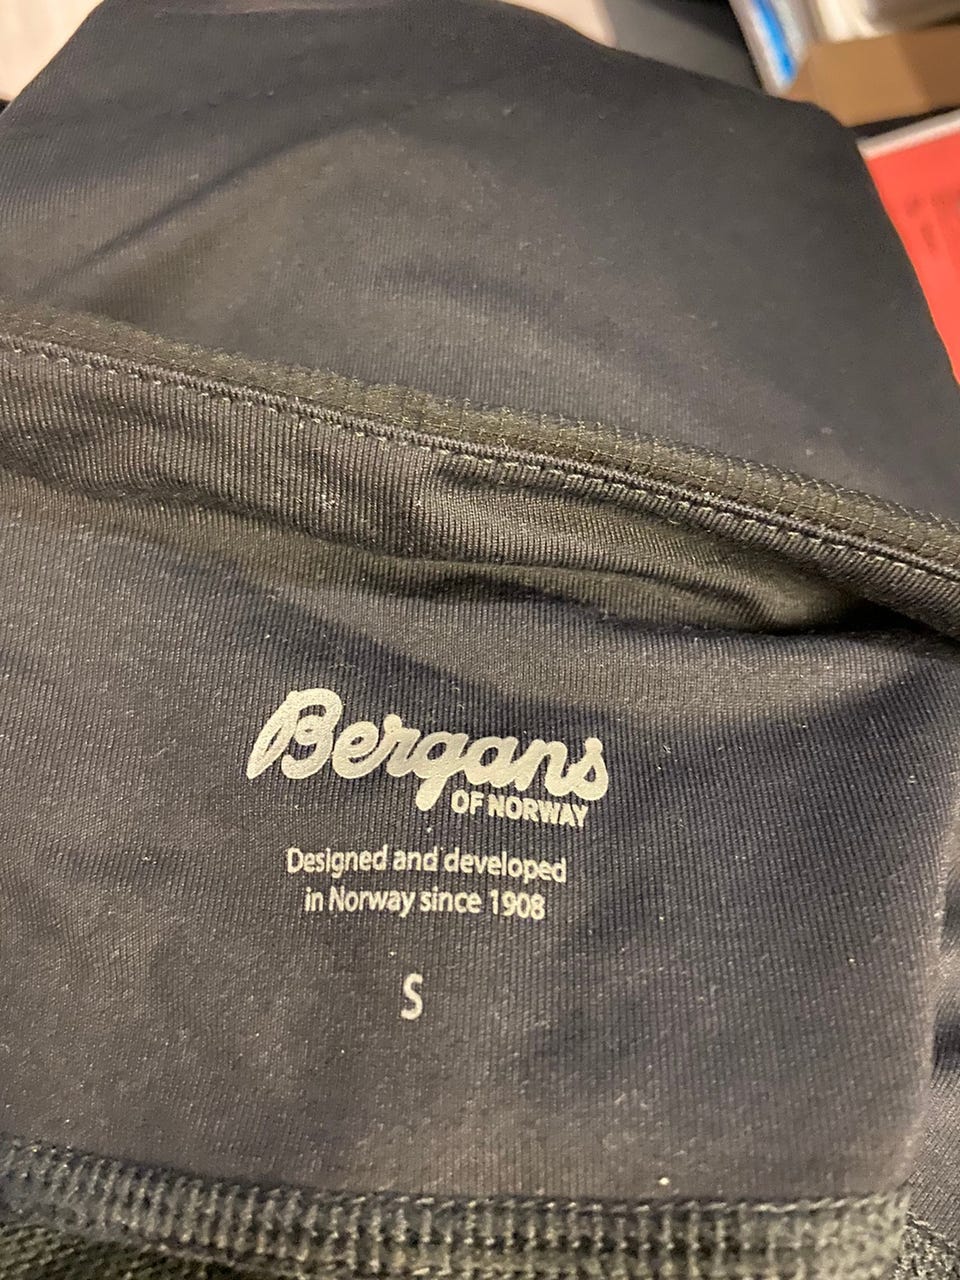 Bergans
OF NORWAY
Designed and developed
in Norway since 1908
S